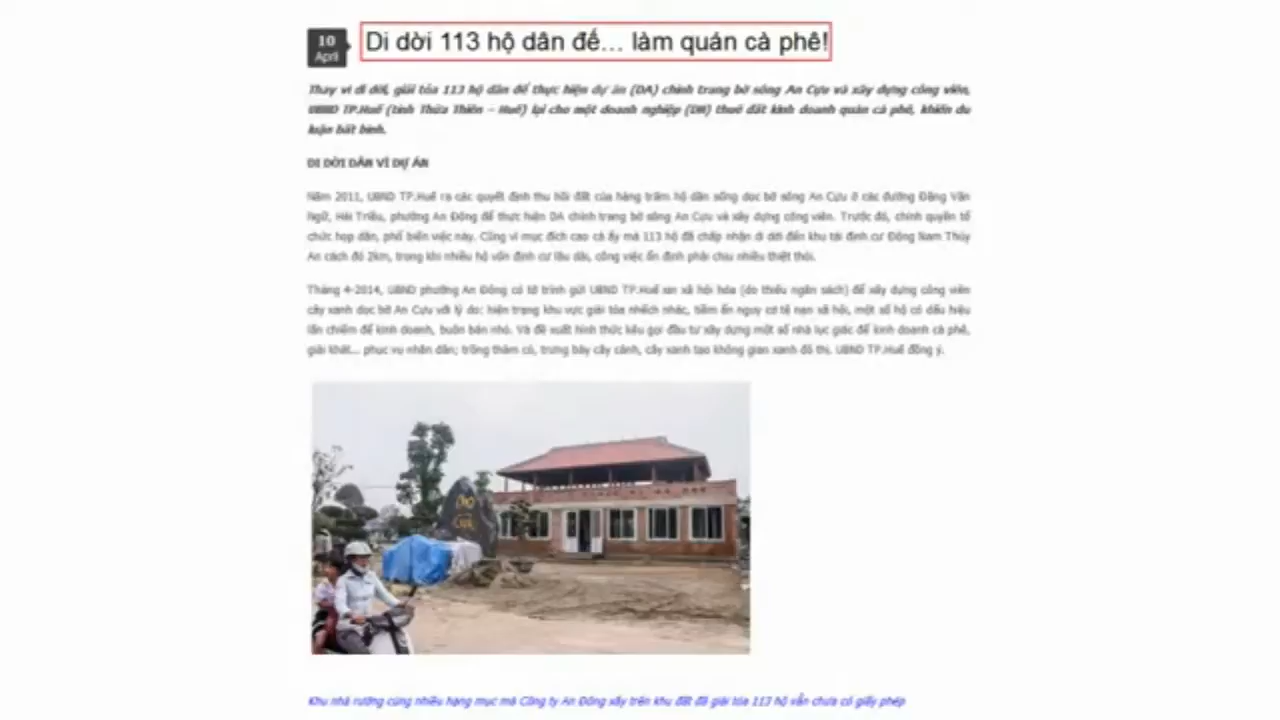 10
April
Di dời 113 hộ dân để... làm quán cà phê!
Thay vì di dời, giải tỏa 113 hộ dân để thực hiện dự án (DA) chỉnh trang bờ sông An Cựu và xây dựng công viên,
UBND TP.Huế (tỉnh Thừa Thiên – Huế) lại cho một doanh nghiệp (DN) thuê đất kinh doanh quán cà phê, khiến dư
luận bất bình.
DI DỜI DÂN VÌ DỰ ÁN
Năm 2011, UBND TP.Huế ra các quyết định thu hồi đất của hàng trăm hộ dân sống dọc bờ sông An Cựu ở các đường Đặng Văn
Ngữ, Hải Triều, phường An Đông để thực hiện DA chỉnh trang bờ sông An Cựu và xây dựng công viên. Trước đó, chính quyền tổ
chức họp dân, phổ biến việc này. Cũng vì mục đích cao cả ấy mà 113 hộ đã chấp nhận di dời đến khu tái định cư Đông Nam Thủy
An cách đó 2km, trong khi nhiều hộ vốn định cư lâu dài, công việc ổn định phải chịu nhiều thiệt thòi.
Tháng 4-2014, UBND phường An Đông có tờ trình gửi UBND TP.Huế xin xã hội hóa (do thiếu ngân sách) để xây dựng công viên
cây xanh dọc bờ An Cựu với lý do: hiện trạng khu vực giải tỏa nhếch nhác, tiềm ẩn nguy cơ tệ nạn xã hội, một số hộ có dấu hiệu
lấn chiếm để kinh doanh, buôn bán nhỏ. Và đề xuất hình thức kêu gọi đầu tư xây dựng một số nhà lục giác để kinh doanh cà phê,
giải khát... phục vụ nhân dân; trồng thảm cỏ, trưng bày cây cảnh, cây xanh tạo không gian xanh đô thị. UBND TP.Huế đồng ý.
Khu nhà rường cùng nhiều hạng mục mà Công ty An Đông xây trên khu đất đã giải tỏa 113 hộ vẫn chưa có giấy phép